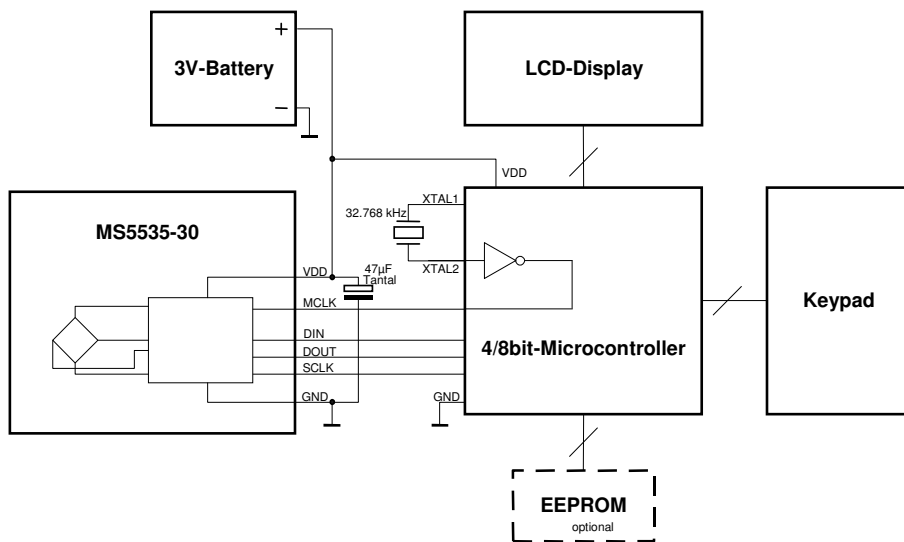 +
3V-Battery
−
LCD-Display
VDD
MS5535-30
XTAL1
32.768 kHz
XTAL2
VDD
47µF
Tantal
MCLK
DIN
DOUT
SCLK
GND
GND
4/8bit-Microcontroller
Keypad
EEPROM
optional